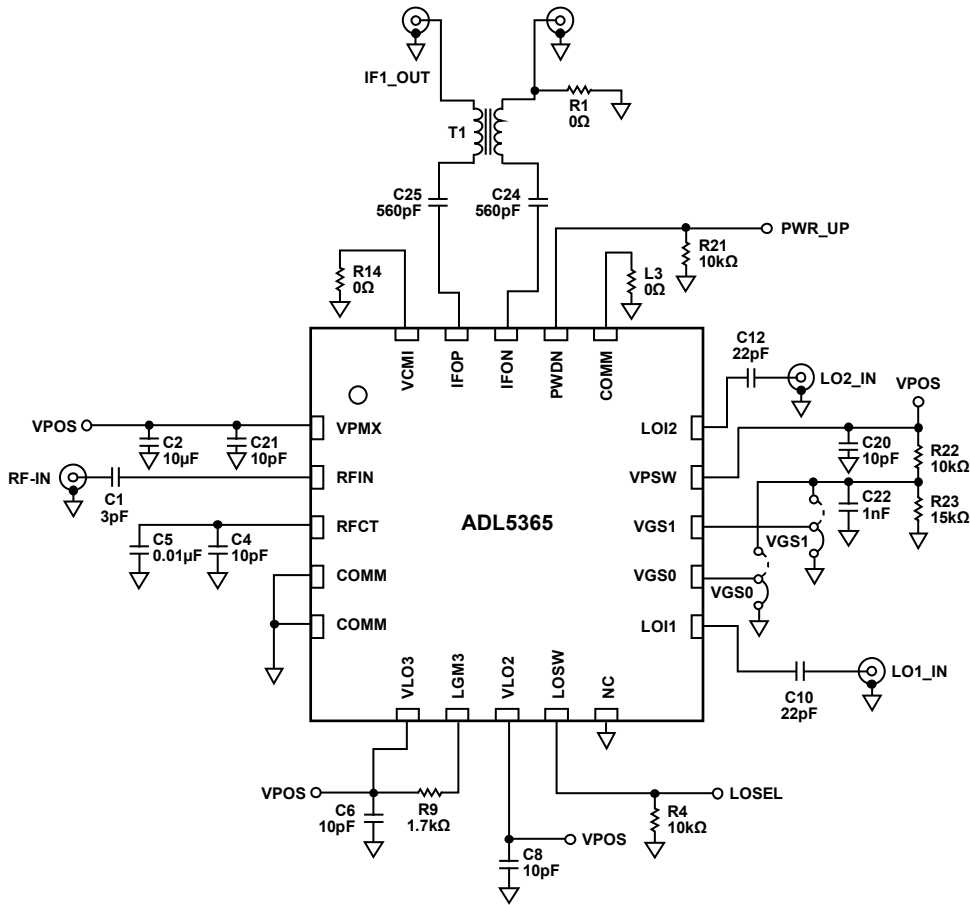 IF1_OUT
R1
0Ω
T1
C25
560pF
C24
560pF
PWR_UP
R21
10kΩ
R14
0Ω
L3
0Ω
C12
22pF
LO2_IN
VPOS
VCMI
IFOP
IFON
PWDN
COMM
VPOS
C2
10µF
C21
10pF
VPMX
LOI2
C20
10pF
R22
10kΩ
RF-IN
C1
3pF
RFIN
VPSW
C22
1nF
R23
15kΩ
ADL5365
C5
0.01µF
C4
10pF
RFCT
VGS1
VGS1
COMM
VGS0
VGS0
COMM
LOI1
LO1_IN
C10
22pF
VLO3
LGM3
VLO2
LOSW
NC
VPOS
C6
10pF
R9
1.7kΩ
LOSEL
R4
10kΩ
VPOS
C8
10pF